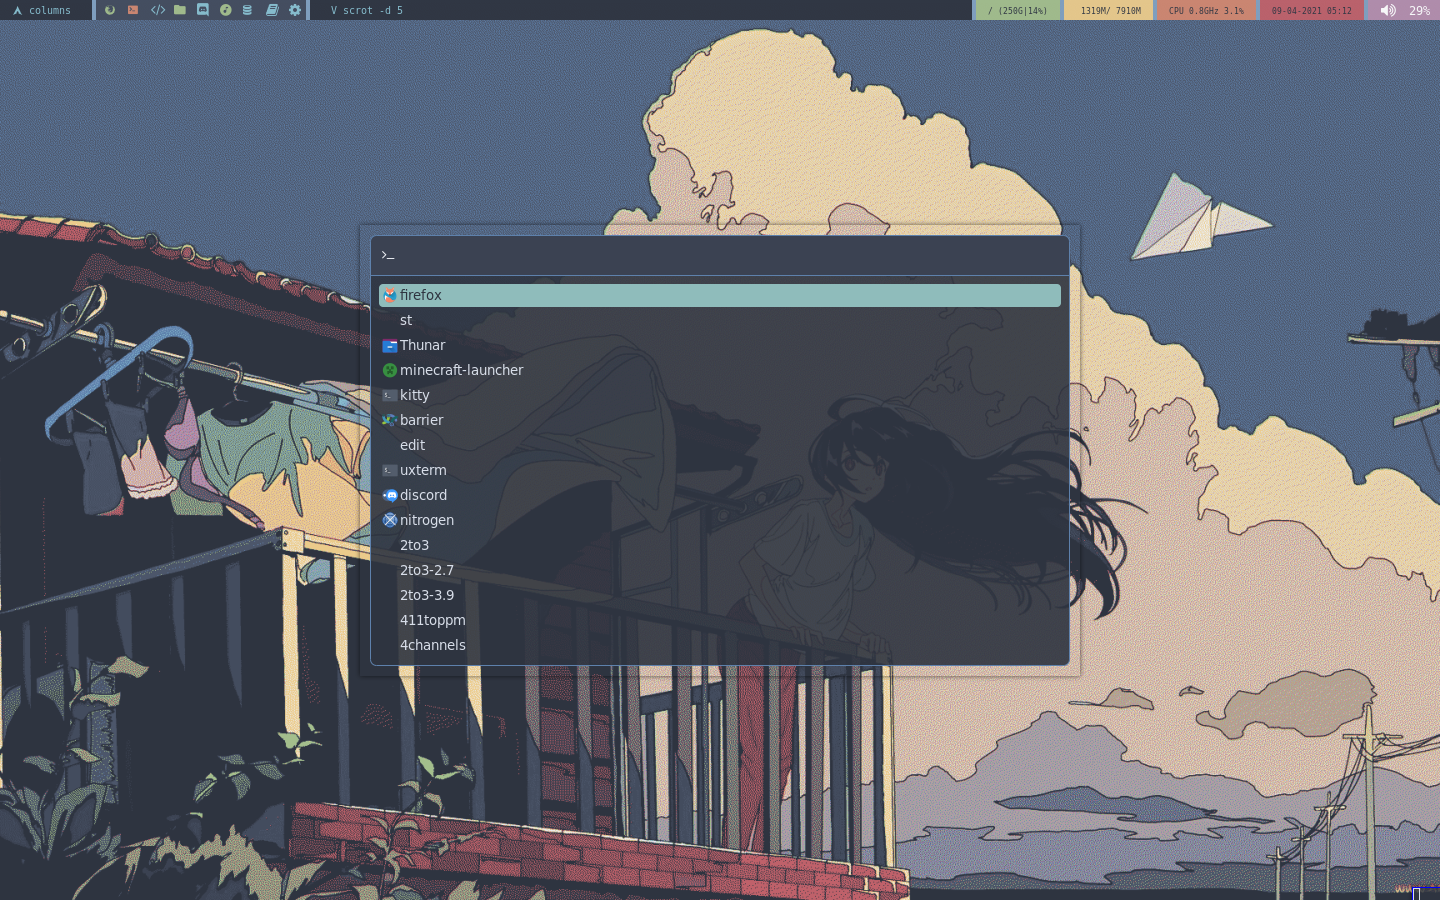 columns
V scrot -d 5
/ (250G|14%)
1319M/ 7910M
CPU 0.8GHz 3.1%
09-04-2021 05:12
29%
>_
firefox
st
Thunar
minecraft-launcher
kitty
barrier
edit
uxterm
discord
nitrogen
2to3
2to3-2.7
2to3-3.9
411toppm
4channels